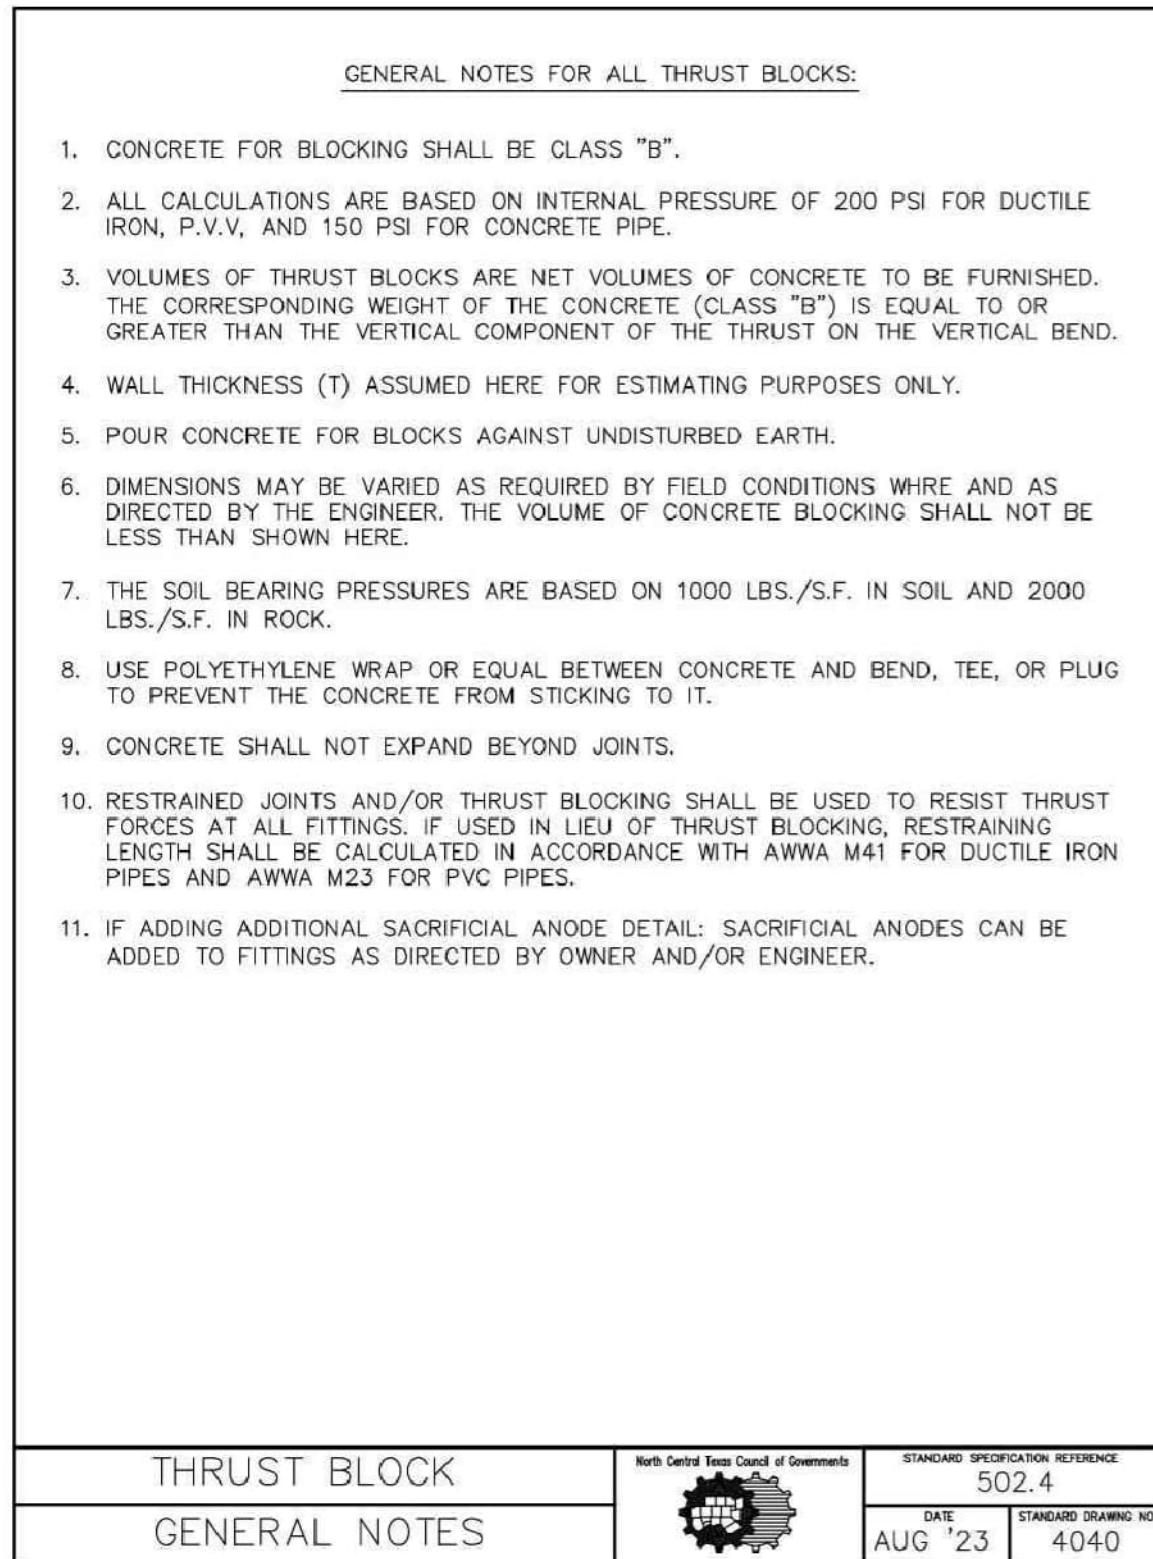 GENERAL NOTES FOR ALL THRUST BLOCKS:
1. CONCRETE FOR BLOCKING SHALL BE CLASS "B".
2. ALL CALCULATIONS ARE BASED ON INTERNAL PRESSURE OF 200 PSI FOR DUCTILE
IRON, P.V.V, AND 150 PSI FOR CONCRETE PIPE.
3. VOLUMES OF THRUST BLOCKS ARE NET VOLUMES OF CONCRETE TO BE FURNISHED.
THE CORRESPONDING WEIGHT OF THE CONCRETE (CLASS "B") IS EQUAL TO OR
GREATER THAN THE VERTICAL COMPONENT OF THE THRUST ON THE VERTICAL BEND.
4. WALL THICKNESS (T) ASSUMED HERE FOR ESTIMATING PURPOSES ONLY.
5. POUR CONCRETE FOR BLOCKS AGAINST UNDISTURBED EARTH.
6. DIMENSIONS MAY BE VARIED AS REQUIRED BY FIELD CONDITIONS WHRE AND AS
DIRECTED BY THE ENGINEER. THE VOLUME OF CONCRETE BLOCKING SHALL NOT BE
LESS THAN SHOWN HERE.
7. THE SOIL BEARING PRESSURES ARE BASED ON 1000 LBS./S.F. IN SOIL AND 2000
LBS./S.F. IN ROCK.
8. USE POLYETHYLENE WRAP OR EQUAL BETWEEN CONCRETE AND BEND, TEE, OR PLUG
TO PREVENT THE CONCRETE FROM STICKING TO IT.
9. CONCRETE SHALL NOT EXPAND BEYOND JOINTS.
10. RESTRAINED JOINTS AND/OR THRUST BLOCKING SHALL BE USED TO RESIST THRUST
FORCES AT ALL FITTINGS. IF USED IN LIEU OF THRUST BLOCKING, RESTRAINING
LENGTH SHALL BE CALCULATED IN ACCORDANCE WITH AWWA M41 FOR DUCTILE IRON
PIPES AND AWWA M23 FOR PVC PIPES.
11. IF ADDING ADDITIONAL SACRIFICIAL ANODE DETAIL: SACRIFICIAL ANODES CAN BE
ADDED TO FITTINGS AS DIRECTED BY OWNER AND/OR ENGINEER.
THRUST BLOCK
GENERAL NOTES
North Central Texas Council of Governments
STANDARD SPECIFICATION REFERENCE
502.4
DATE
AUG '23
STANDARD DRAWING NO
4040